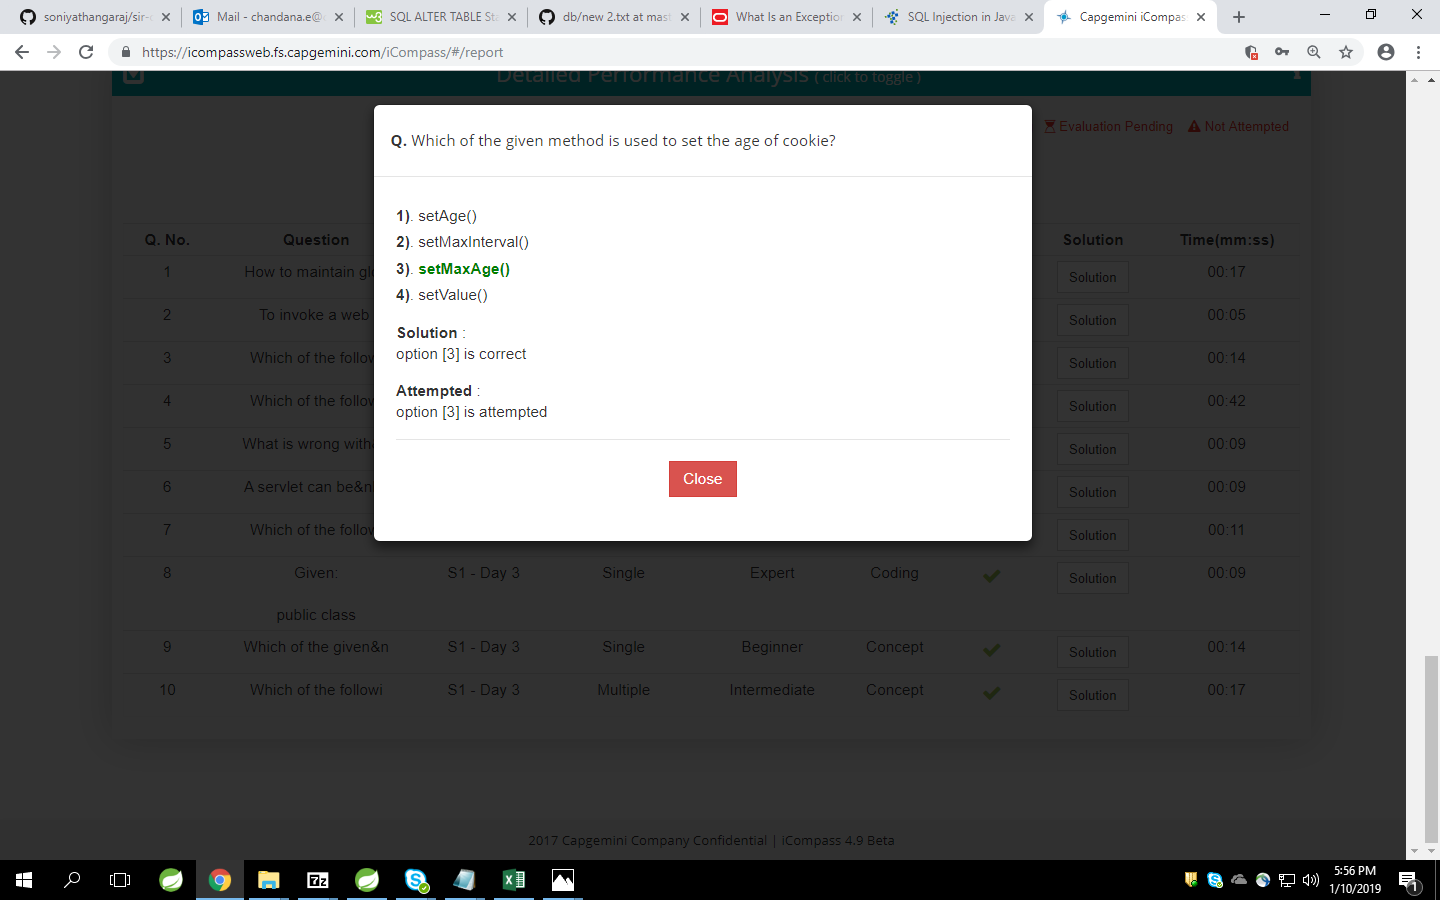 soniyathangaraj/sir-
Mail - chandana.e@
SQL ALTER TABLE Sta
db/new 2.txt at mast
What Is an Exception
SQL Injection in Java
Capgemini iCompas
https://icompassweb.fs.capgemini.com/iCompass/#/report
Detailed Performance Analysis ( click to toggle )
Evaluation Pending Not Attempted
Q. Which of the given method is used to set the age of cookie?
1). setAge()
2). setMaxInterval()
3). setMaxAge()
4). setValue()
Solution :
option [3] is correct
Attempted :
option [3] is attempted
Close
Q. No. Question Solution Time(mm:ss)
1 How to maintain gl Solution 00:17
2 To invoke a web Solution 00:05
3 Which of the follow Solution 00:14
4 Which of the follow Solution 00:42
5 What is wrong with Solution 00:09
6 A servlet can be&n Solution 00:09
7 Which of the follow Solution 00:11
8 Given: S1 - Day 3 Single Expert Coding Solution 00:09
public class
9 Which of the given&n S1 - Day 3 Single Beginner Concept Solution 00:14
10 Which of the followi S1 - Day 3 Multiple Intermediate Concept Solution 00:17
2017 Capgemini Company Confidential | iCompass 4.9 Beta
5:56 PM
1/10/2019
1